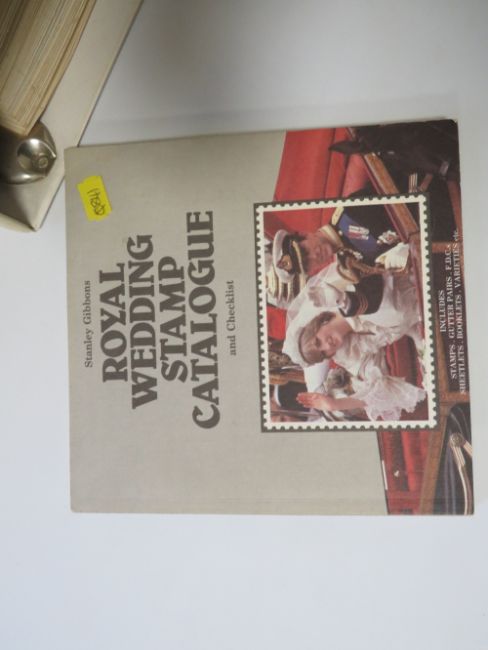 Stanley Gibbons
ROYAL
WEDDING
STAMP
CATALOGUE
and Checklist
INCLUDES
STAMPS . GUTTER PAIRS . F.D.C.s
SHEETLETS . BOOKLETS . VARIETIES etc.